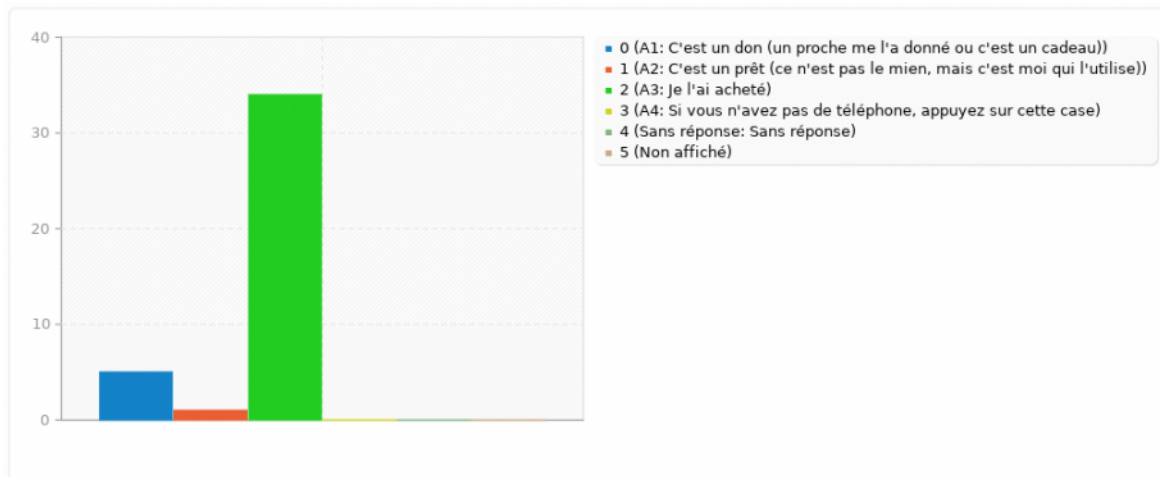 40
30
20
10
0
0 (A1: C'est un don (un proche me l'a donné ou c'est un cadeau))
1 (A2: C'est un prêt (ce n'est pas le mien, mais c'est moi qui l'utilise))
2 (A3: Je l'ai acheté)
3 (A4: Si vous n'avez pas de téléphone, appuyez sur cette case)
4 (Sans réponse: Sans réponse)
5 (Non affiché)